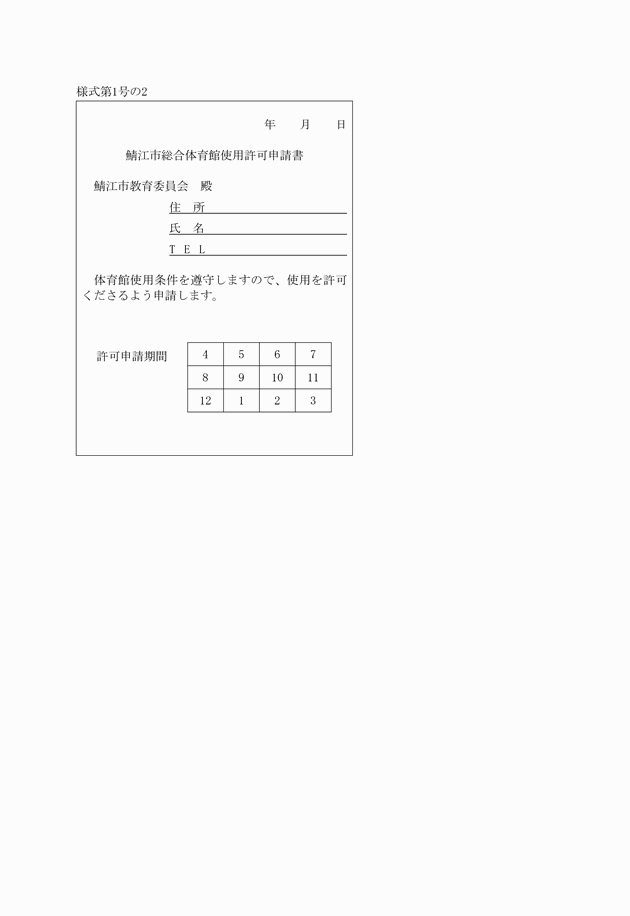 様式第1号の2
年　月　日
鯖江市総合体育館使用許可申請書
鯖江市教育委員会　殿
住　所
氏　名
T E L
体育館使用条件を遵守しますので、使用を許可
くださるよう申請します。
許可申請期間
4 5 6 7
8 9 10 11
12 1 2 3